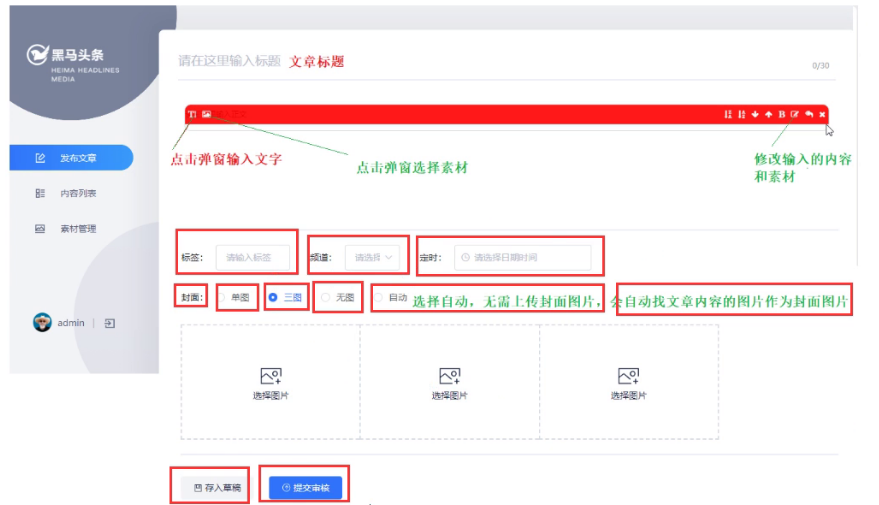 黑马头条
HEIMA HEADLINES
MEDIA
请在这里输入标题 文章标题
0/30
点击弹窗输入文字
点击弹窗选择素材
修改输入的内容
和素材
发布文章
内容列表
素材管理
标签： 请输入标签 频道： 请选择 定时： 请选择日期时间
封面： 单图 三图 无图 自动 选择自动，无需上传封面图片，会自动找文章内容的图片作为封面图片
admin
选择图片 选择图片 选择图片
存入草稿 提交审核